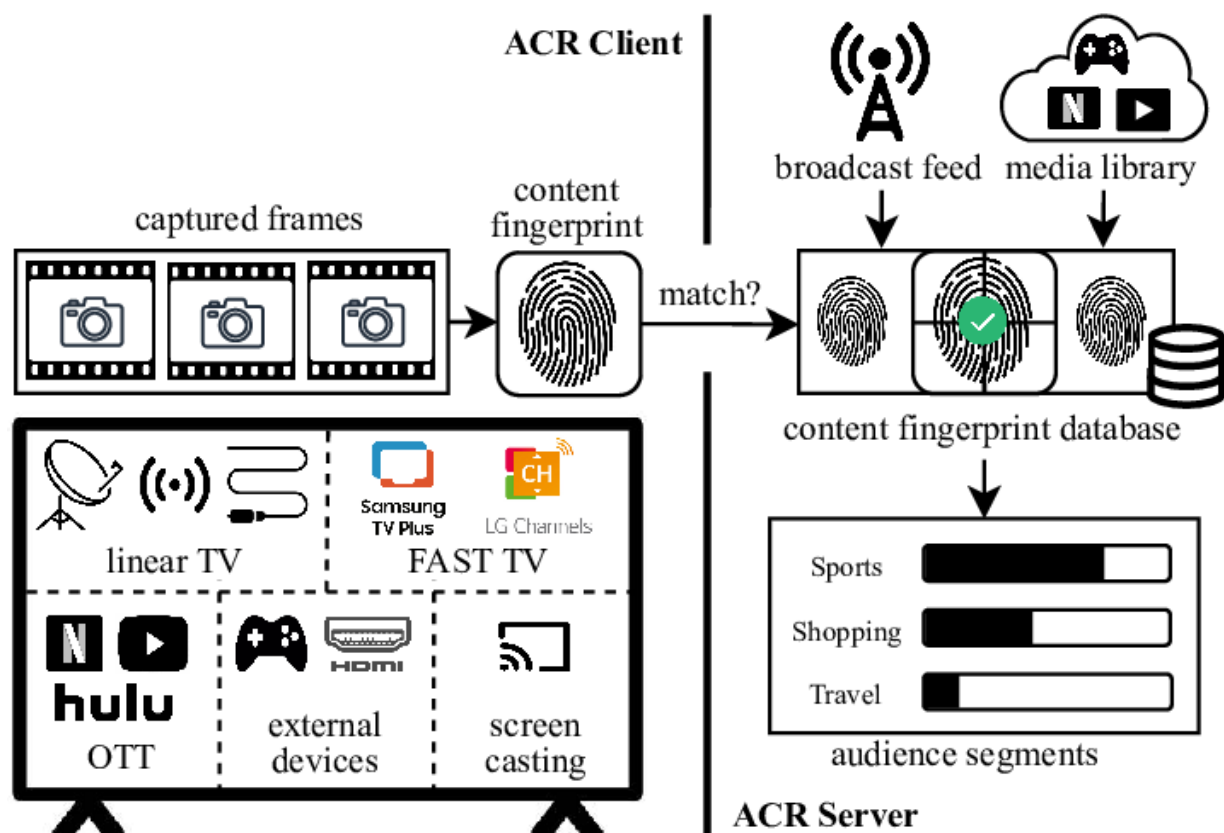 ACR Client
broadcast feed
media library
N
content
fingerprint
captured frames
match?
content fingerprint database
Samsung
TV Plus
CH
LG Channels
linear TV
FAST TV
N
hulu
OTT
HDMI
external
devices
screen
casting
Sports
Shopping
Travel
audience segments
ACR Server